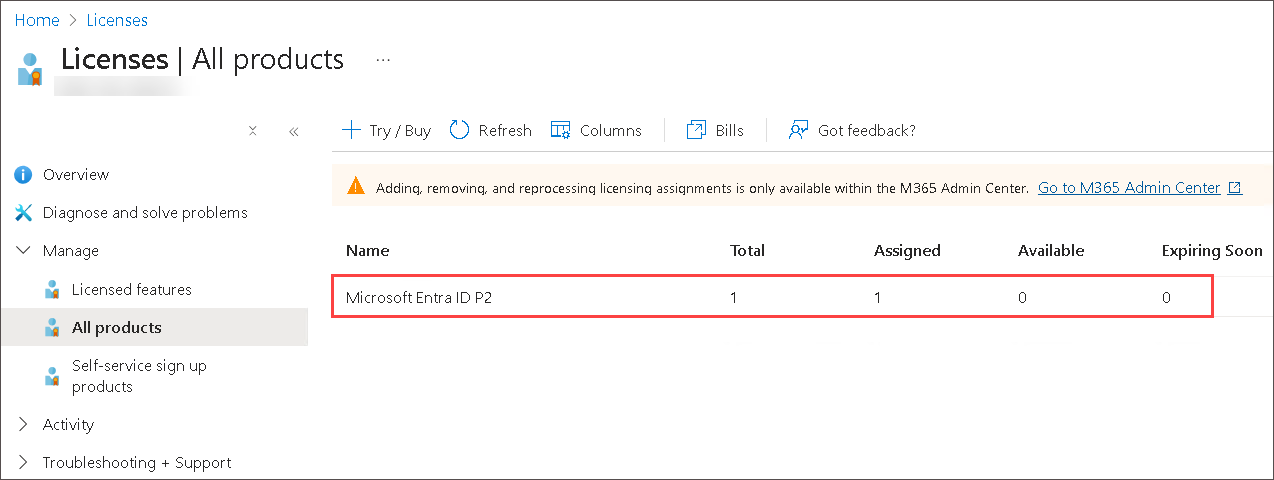 Home > Licenses
Licenses | All products ...
Try / Buy Refresh Columns Bills Got feedback?
Overview
Diagnose and solve problems
Manage
Licensed features
All products
Self-service sign up
products
Activity
Troubleshooting + Support
Adding, removing, and reprocessing licensing assignments is only available within the M365 Admin Center. Go to M365 Admin Center
Name Total Assigned Available Expiring Soon
Microsoft Entra ID P2 1 1 0 0